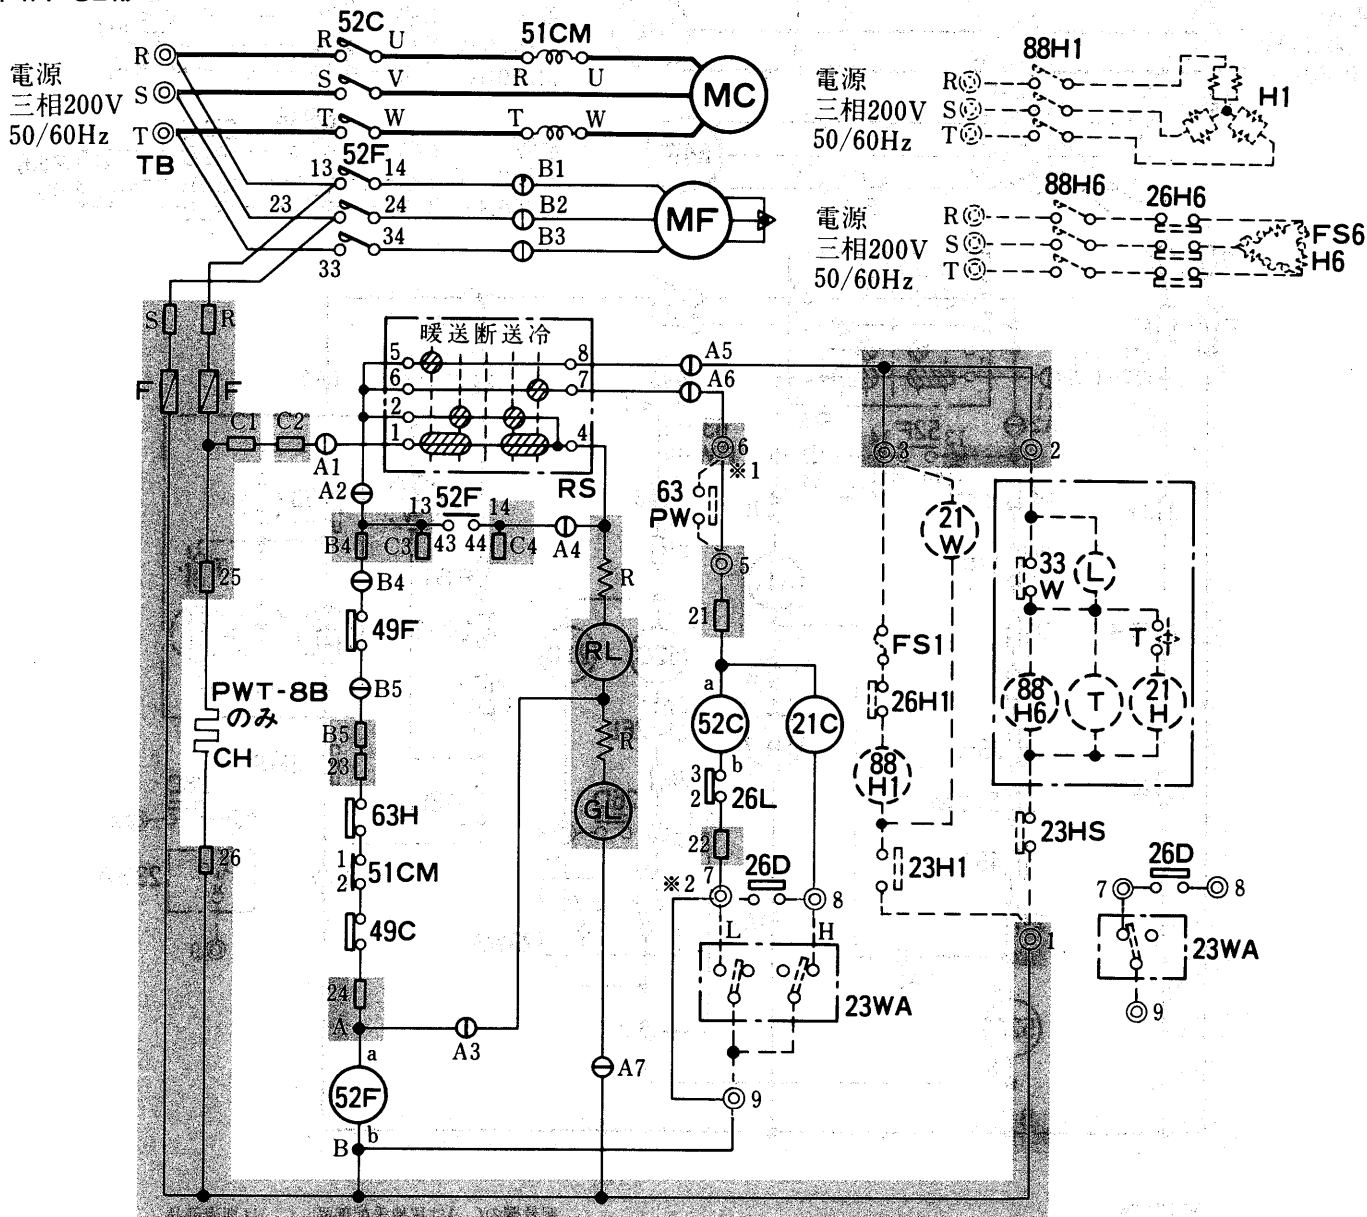 52C
R U
51CM
R
S V
R U
MC
電源
三相200V
50/60Hz
S
T W
T W
T
TB
52F
13 14
B1
23
24
B2
MF
34
B3
33
88H1
電源
三相200V
50/60Hz
R
S
T
H1
88H6
26H6
電源
三相200V
50/60Hz
R
S
T
FS6
H6
S R
F F
暖送断送冷
5 8
6 7
2
1 4
RS
A5
A6
C1 C2
A1
A2
52F
13 14
B4 C3 43 44 C4
A4
B4
49F
B5
B5
23
63H
1
2
51CM
49C
24
A
a
A3
52F
b
B
25
PWT-8B
のみ
CH
26
R
RL
R
GL
A7
6
※1
63
PW
5
21
a
52C
21C
b
3
2
26L
22
7
※2
26D
8
L H
23WA
9
3
2
21
W
FS1
26H1
88
H1
23H1
33
W
L
T
88
H6
T
21
H
23HS
1
26D
7 8
23WA
9